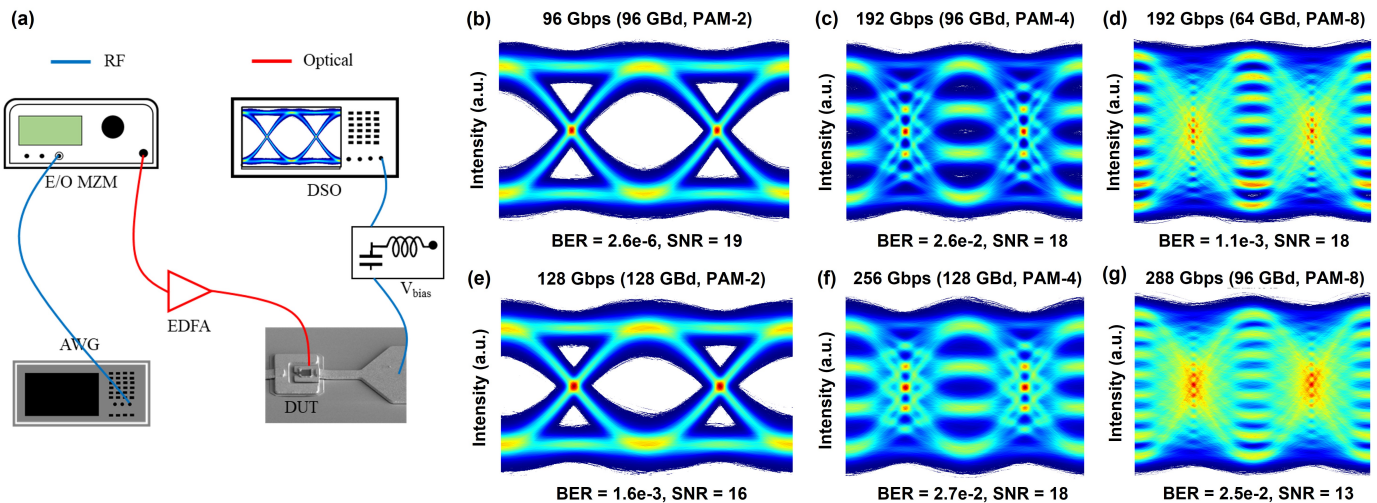 (a)
RF
Optical
E/O MZM
DSO
V_bias
EDFA
AWG
DUT
(b)
96 Gbps (96 GBd, PAM-2)
Intensity (a.u.)
BER = 2.6e-6, SNR = 19
(c)
192 Gbps (96 GBd, PAM-4)
Intensity (a.u.)
BER = 2.6e-2, SNR = 18
(d)
192 Gbps (64 GBd, PAM-8)
Intensity (a.u.)
BER = 1.1e-3, SNR = 18
(e)
128 Gbps (128 GBd, PAM-2)
Intensity (a.u.)
BER = 1.6e-3, SNR = 16
(f)
256 Gbps (128 GBd, PAM-4)
Intensity (a.u.)
BER = 2.7e-2, SNR = 18
(g)
288 Gbps (96 GBd, PAM-8)
Intensity (a.u.)
BER = 2.5e-2, SNR = 13